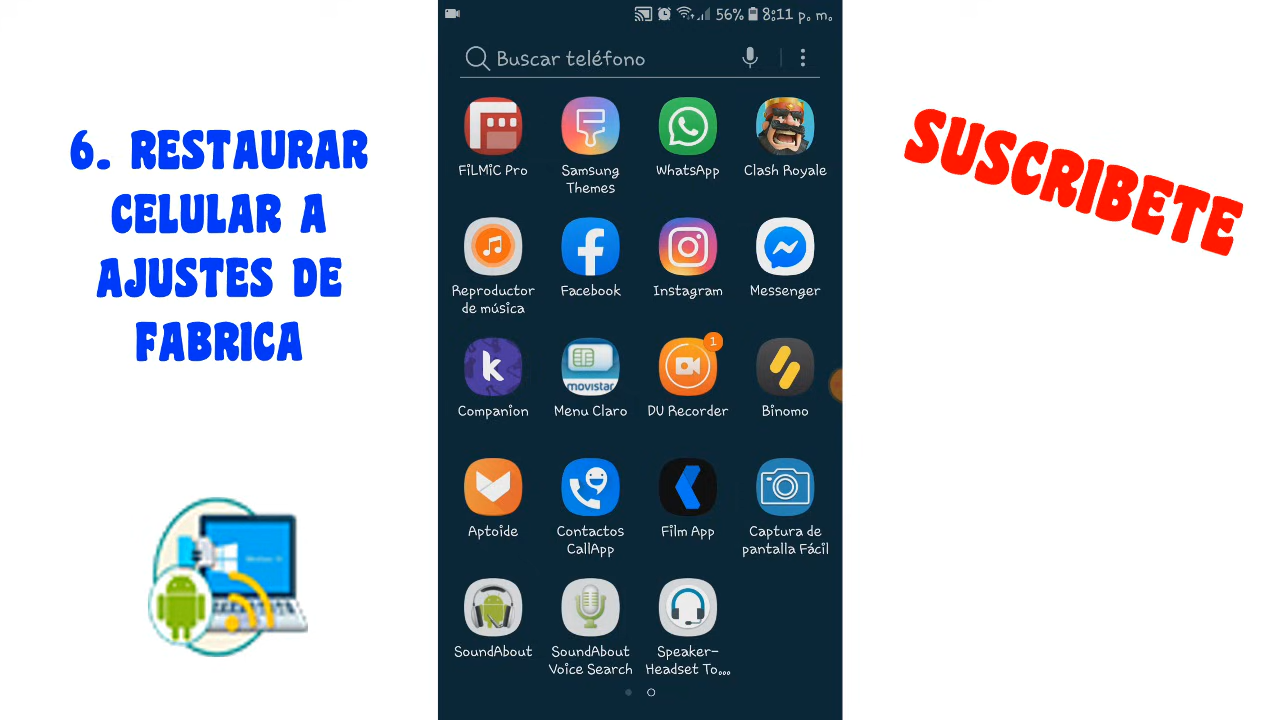 6. RESTAURAR
CELULAR A
AJUSTES DE
FABRICA
56% 8:11 p. m.
Buscar teléfono
FiLMiC Pro
Samsung
Themes
WhatsApp
Clash Royale
Reproductor
de música
Facebook
Instagram
Messenger
k
movistar
1
Companion
Menu Claro
DU Recorder
Binomo
Aptoide
Contactos
CallApp
Film App
Captura de
pantalla Fácil
SoundAbout
SoundAbout
Voice Search
Speaker-
Headset To...
SUSCRIBETE